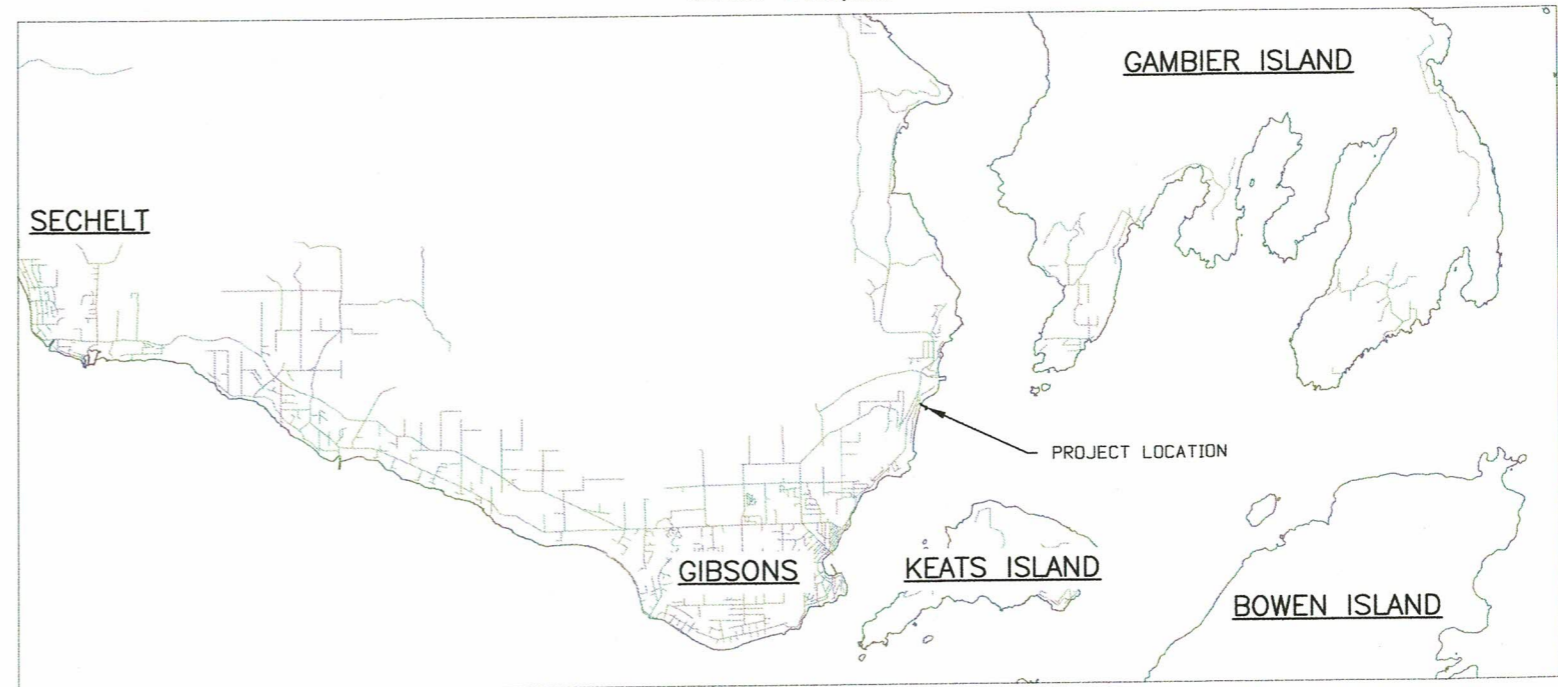 GAMBIER ISLAND
SECHELT
PROJECT LOCATION
GIBSONS
KEATS ISLAND
BOWEN ISLAND